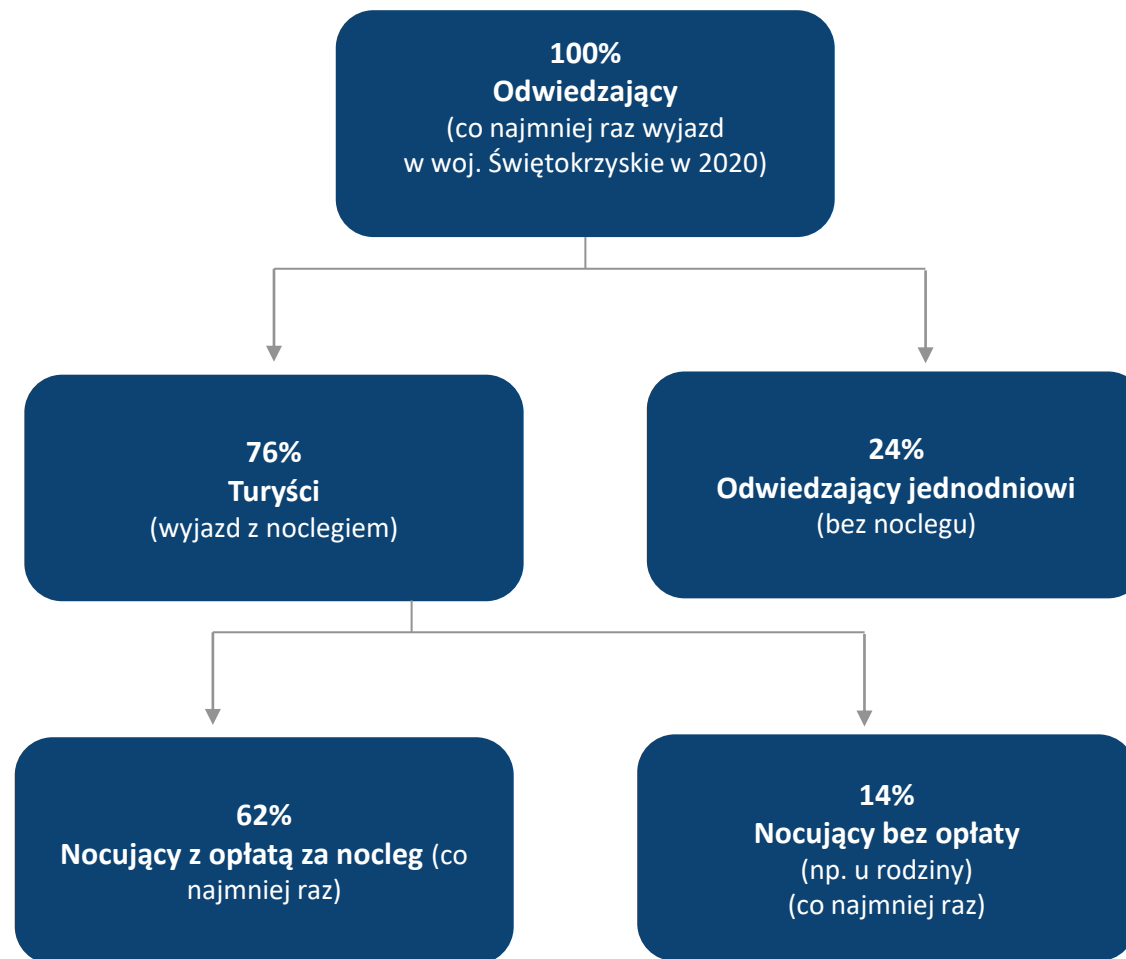 100%
Odwiedzający
(co najmniej raz wyjazd
w woj. Świętokrzyskie w 2020)
76%
Turyści
(wyjazd z noclegiem)
24%
Odwiedzający jednodniowi
(bez noclegu)
62%
Nocujący z opłatą za nocleg (co
najmniej raz)
14%
Nocujący bez opłaty
(np. u rodziny)
(co najmniej raz)